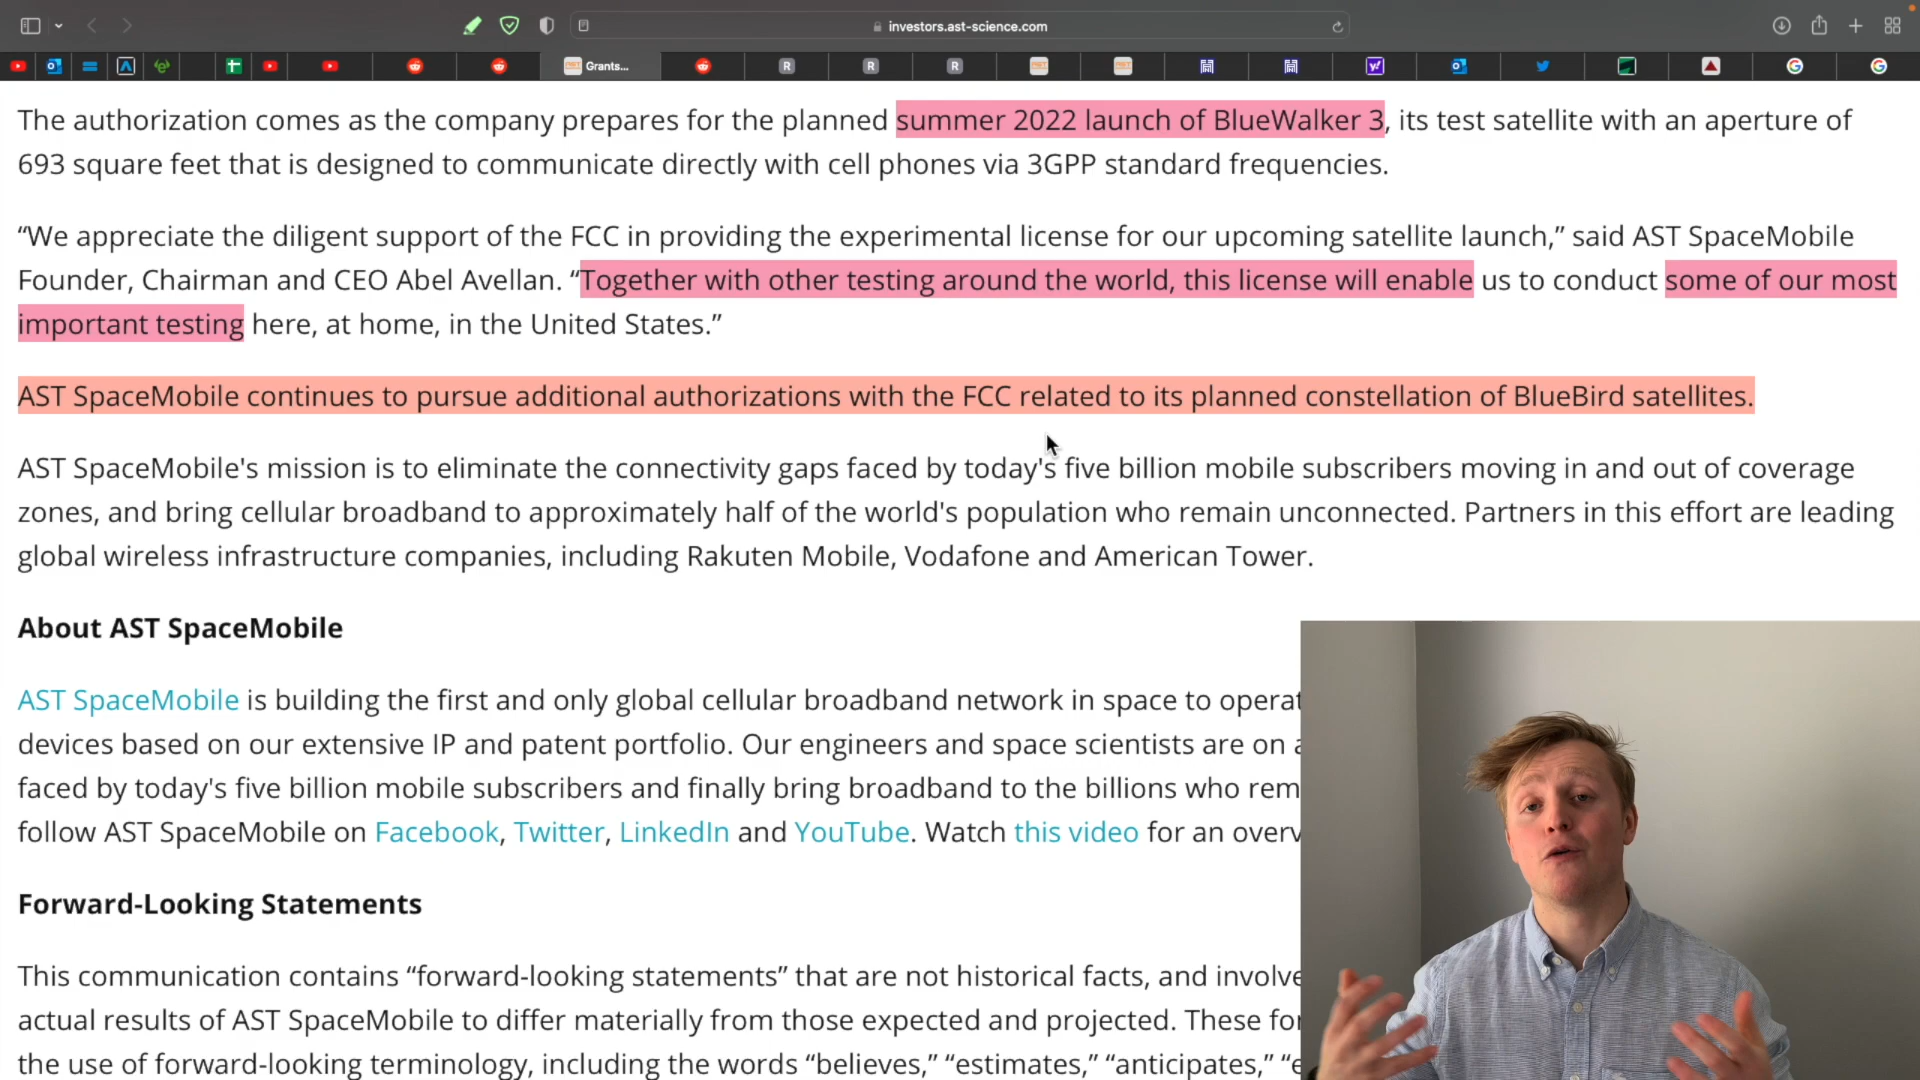 investors.ast-science.com
Grants...
The authorization comes as the company prepares for the planned summer 2022 launch of BlueWalker 3, its test satellite with an aperture of
693 square feet that is designed to communicate directly with cell phones via 3GPP standard frequencies.
“We appreciate the diligent support of the FCC in providing the experimental license for our upcoming satellite launch,” said AST SpaceMobile
Founder, Chairman and CEO Abel Avellan. “Together with other testing around the world, this license will enable us to conduct some of our most
important testing here, at home, in the United States.”
AST SpaceMobile continues to pursue additional authorizations with the FCC related to its planned constellation of BlueBird satellites.
AST SpaceMobile's mission is to eliminate the connectivity gaps faced by today's five billion mobile subscribers moving in and out of coverage
zones, and bring cellular broadband to approximately half of the world's population who remain unconnected. Partners in this effort are leading
global wireless infrastructure companies, including Rakuten Mobile, Vodafone and American Tower.
About AST SpaceMobile
AST SpaceMobile is building the first and only global cellular broadband network in space to operat
devices based on our extensive IP and patent portfolio. Our engineers and space scientists are on a
faced by today's five billion mobile subscribers and finally bring broadband to the billions who rem
follow AST SpaceMobile on Facebook, Twitter, LinkedIn and YouTube. Watch this video for an overv
Forward-Looking Statements
This communication contains “forward-looking statements” that are not historical facts, and involve
actual results of AST SpaceMobile to differ materially from those expected and projected. These for
the use of forward-looking terminology, including the words “believes,” “estimates,” “anticipates,” “e